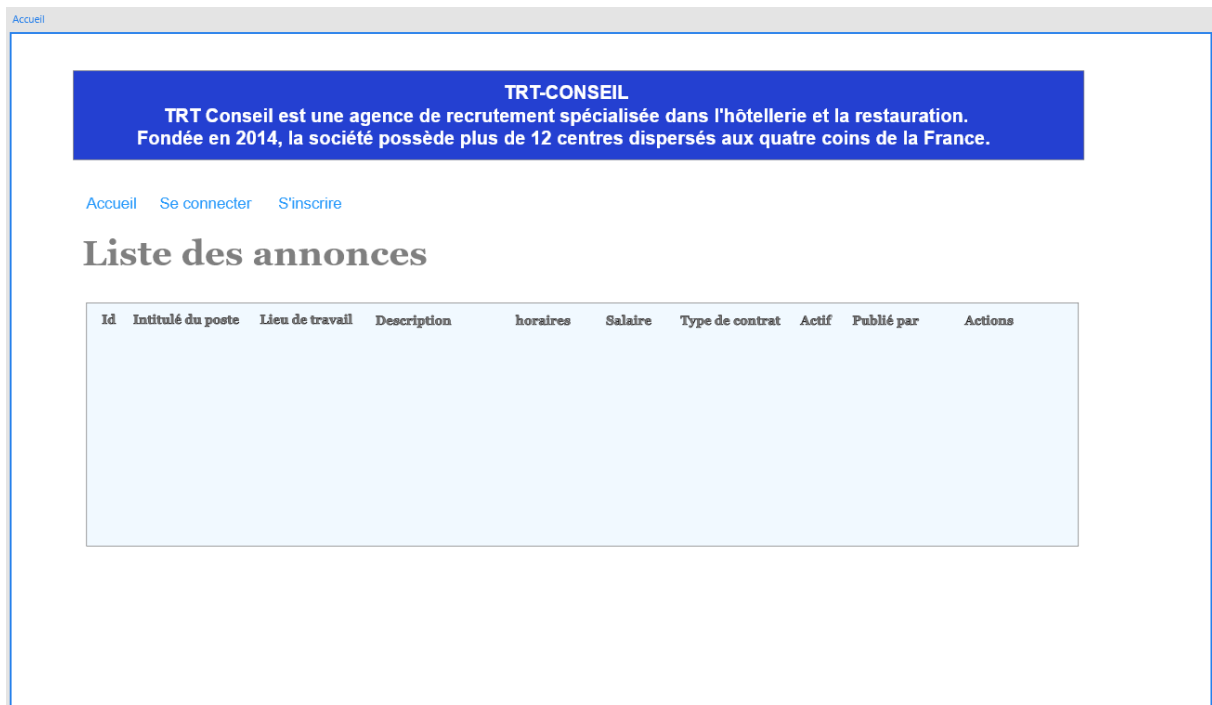 Accueil
TRT-CONSEIL
TRT Conseil est une agence de recrutement spécialisée dans l'hôtellerie et la restauration.
Fondée en 2014, la société possède plus de 12 centres dispersés aux quatre coins de la France.
Accueil Se connecter S'inscrire
Liste des annonces
Id Intitulé du poste Lieu de travail Description horaires Salaire Type de contrat Actif Publié par Actions